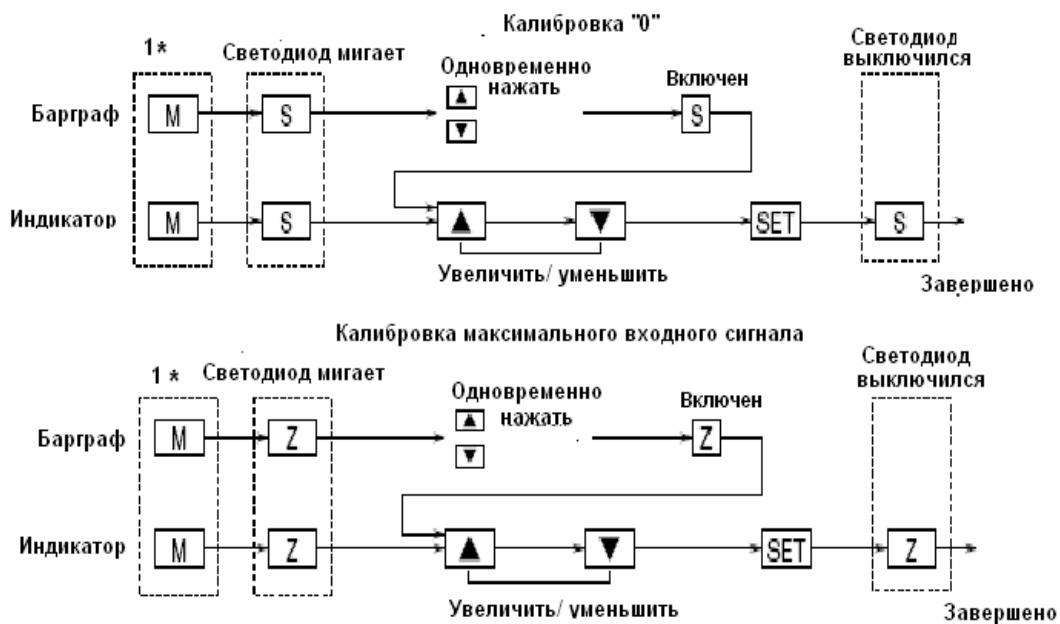 Калибровка "0"
1*
Светодиод мигает
Одновременно
нажать
Включен
Светодиод
выключился
Барграф
M
S
▲
▼
S
Индикатор
M
S
▲
▼
SET
S
Увеличить/ уменьшить
Завершено
Калибровка максимального входного сигнала
1*
Светодиод мигает
Одновременно
нажать
Включен
Светодиод
выключился
Барграф
M
Z
▲
▼
Z
Индикатор
M
Z
▲
▼
SET
Z
Увеличить/ уменьшить
Завершено